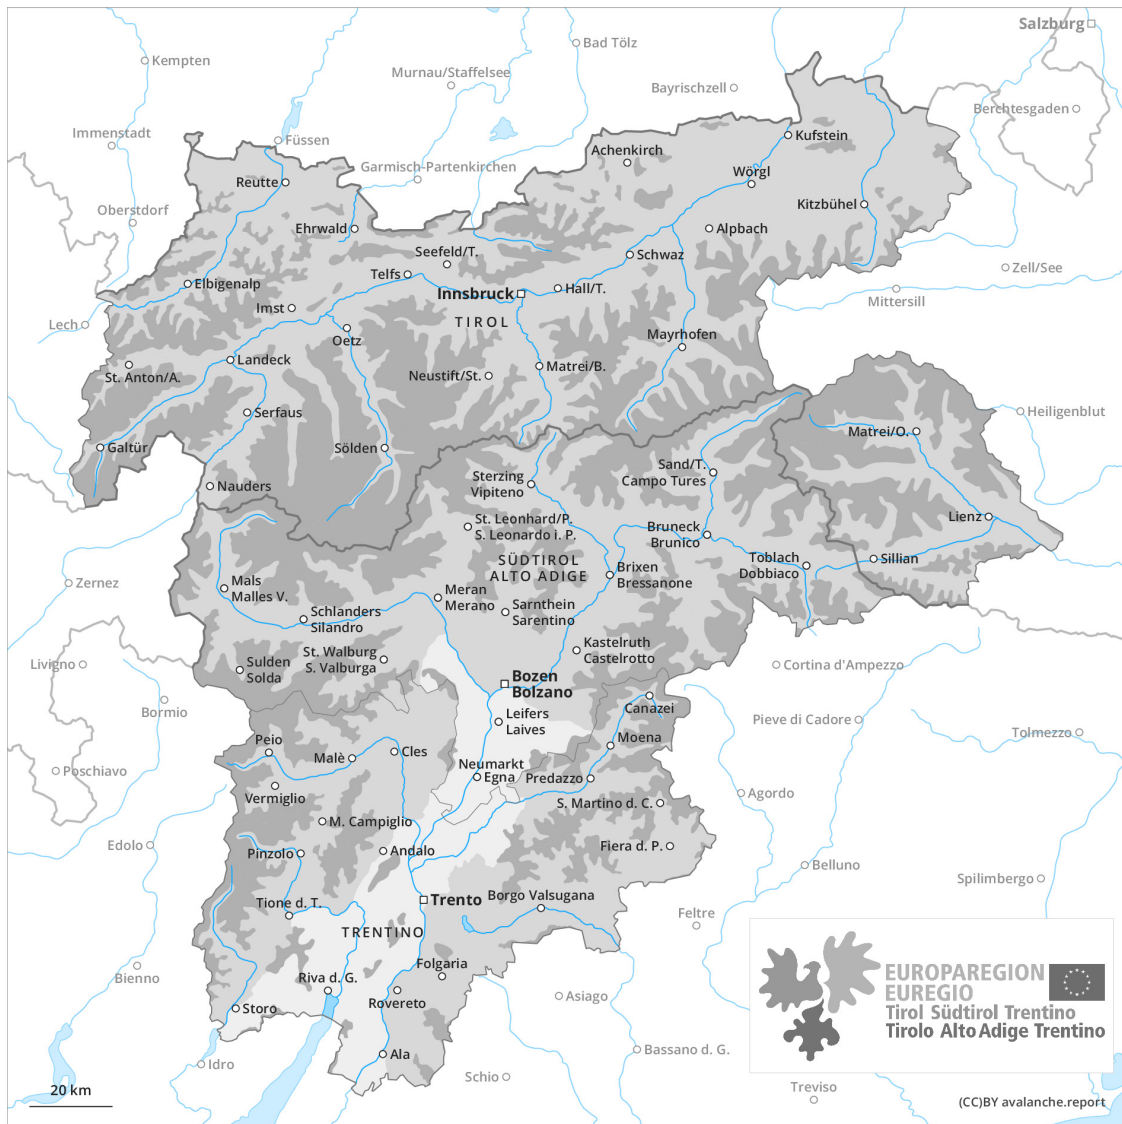 Salzburg
Bad Tölz
Kempten
Murnau/Staffelsee
Bayrischzell
Berchtesgaden
Immenstadt
Füssen
Kufstein
Achenkirch
Garmisch-Partenkirchen
Wörgl
Reutte
Kitzbühel
Oberstdorf
Ehrwald
Alpbach
Seefeld/T.
Schwaz
Telfs
Zell/See
Elbigenalp
Hall/T.
Innsbruck
Mittersill
Imst
TIROL
Lech
Oetz
Mayrhofen
Landeck
Matrei/B.
St. Anton/A.
Neustift/St.
Serfaus
Heiligenblut
Matrei/O.
Galtür
Sölden
Sand/T.
Campo Tures
Sterzing
Vipiteno
Nauders
Lienz
St. Leonhard/P.
S. Leonardo i. P.
Bruneck
Brunico
SÜDTIROL
ALTO ADIGE
Toblach
Dobbiaco
Sillian
Brixen
Bressanone
Zernez
Mals
Malles V.
Meran
Merano
Sarnthein
Sarentino
Schlanders
Silandro
Kastelruth
Castelrotto
St. Walburg
S. Valburga
Livigno
Sulden
Solda
Cortina d'Ampezzo
Bozen
Bolzano
Canazei
Bormio
Leifers
Laives
Pieve di Cadore
Tolmezzo
Moena
Peio
Cles
Malè
Neumarkt
Egna
Predazzo
Poschiavo
Vermiglio
S. Martino d. C.
Agordo
M. Campiglio
Edolo
Pinzolo
Andalo
Fiera d. P.
Belluno
Spilimbergo
Tione d. T.
Trento
Borgo Valsugana
Feltre
TRENTINO
Folgaria
Bienno
Riva d. G.
Rovereto
Asiago
Storo
EUROPAREGION
EUREGIO
Tirol Südtirol Trentino
Tirolo Alto Adige Trentino
Ala
Bassano d. G.
Idro
Schio
Treviso
20 km
(CC)BY avalanche.report